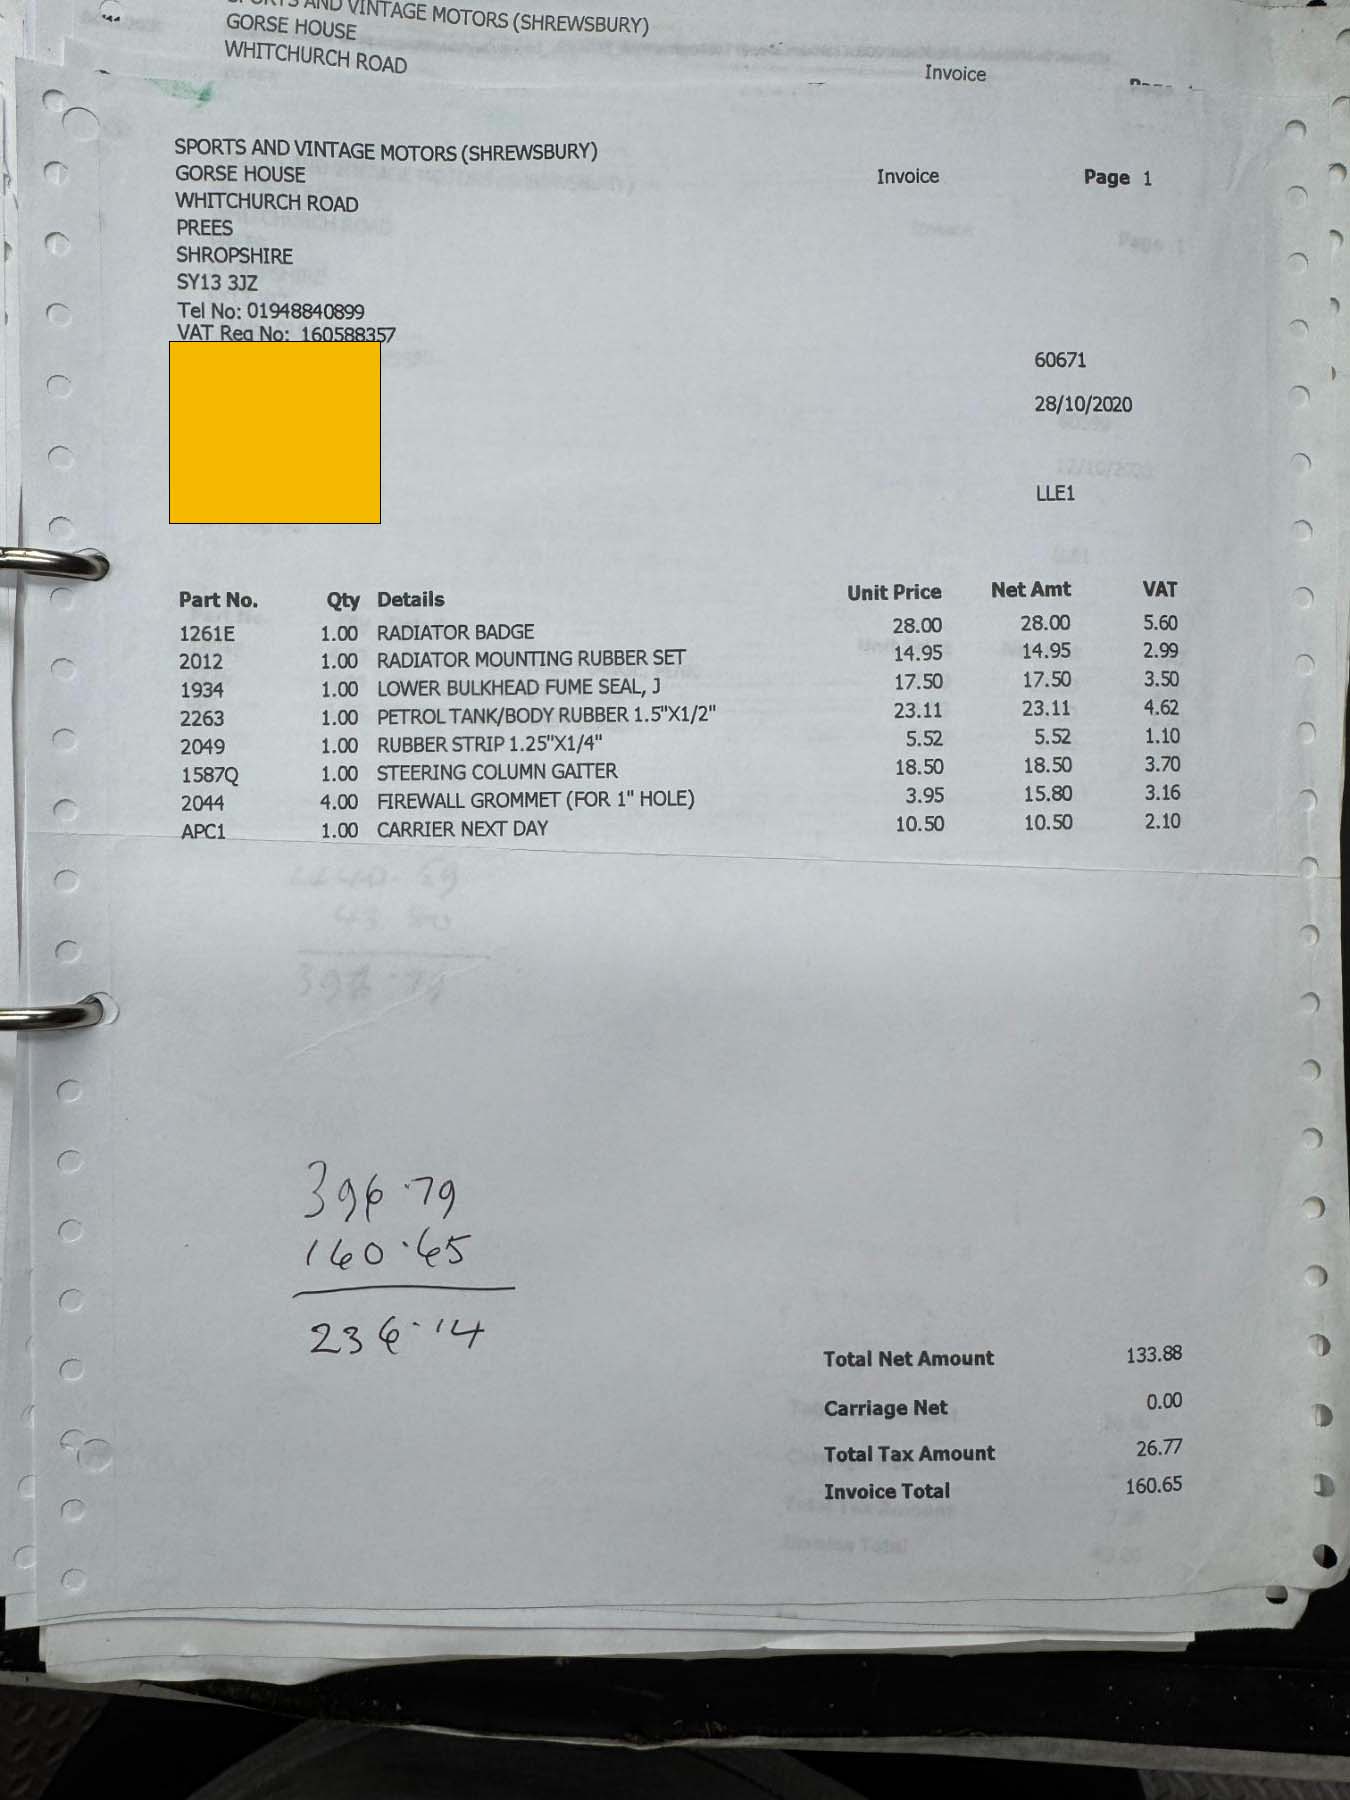 SPORTS AND VINTAGE MOTORS (SHREWSBURY)
GORSE HOUSE
WHITCHURCH ROAD
Invoice
SPORTS AND VINTAGE MOTORS (SHREWSBURY)
GORSE HOUSE
WHITCHURCH ROAD
PREES
SHROPSHIRE
SY13 3JZ
Tel No: 01948840899
VAT Reg No: 160588357
Invoice Page 1
60671
28/10/2020
LLE1
Part No. Qty Details Unit Price Net Amt VAT
1261E 1.00 RADIATOR BADGE 28.00 28.00 5.60
2012 1.00 RADIATOR MOUNTING RUBBER SET 14.95 14.95 2.99
1934 1.00 LOWER BULKHEAD FUME SEAL, J 17.50 17.50 3.50
2263 1.00 PETROL TANK/BODY RUBBER 1.5"X1/2" 23.11 23.11 4.62
2049 1.00 RUBBER STRIP 1.25"X1/4" 5.52 5.52 1.10
1587Q 1.00 STEERING COLUMN GAITER 18.50 18.50 3.70
2044 4.00 FIREWALL GROMMET (FOR 1" HOLE) 3.95 15.80 3.16
APC1 1.00 CARRIER NEXT DAY 10.50 10.50 2.10
396.79
160.65
236.14
Total Net Amount 133.88
Carriage Net 0.00
Total Tax Amount 26.77
Invoice Total 160.65